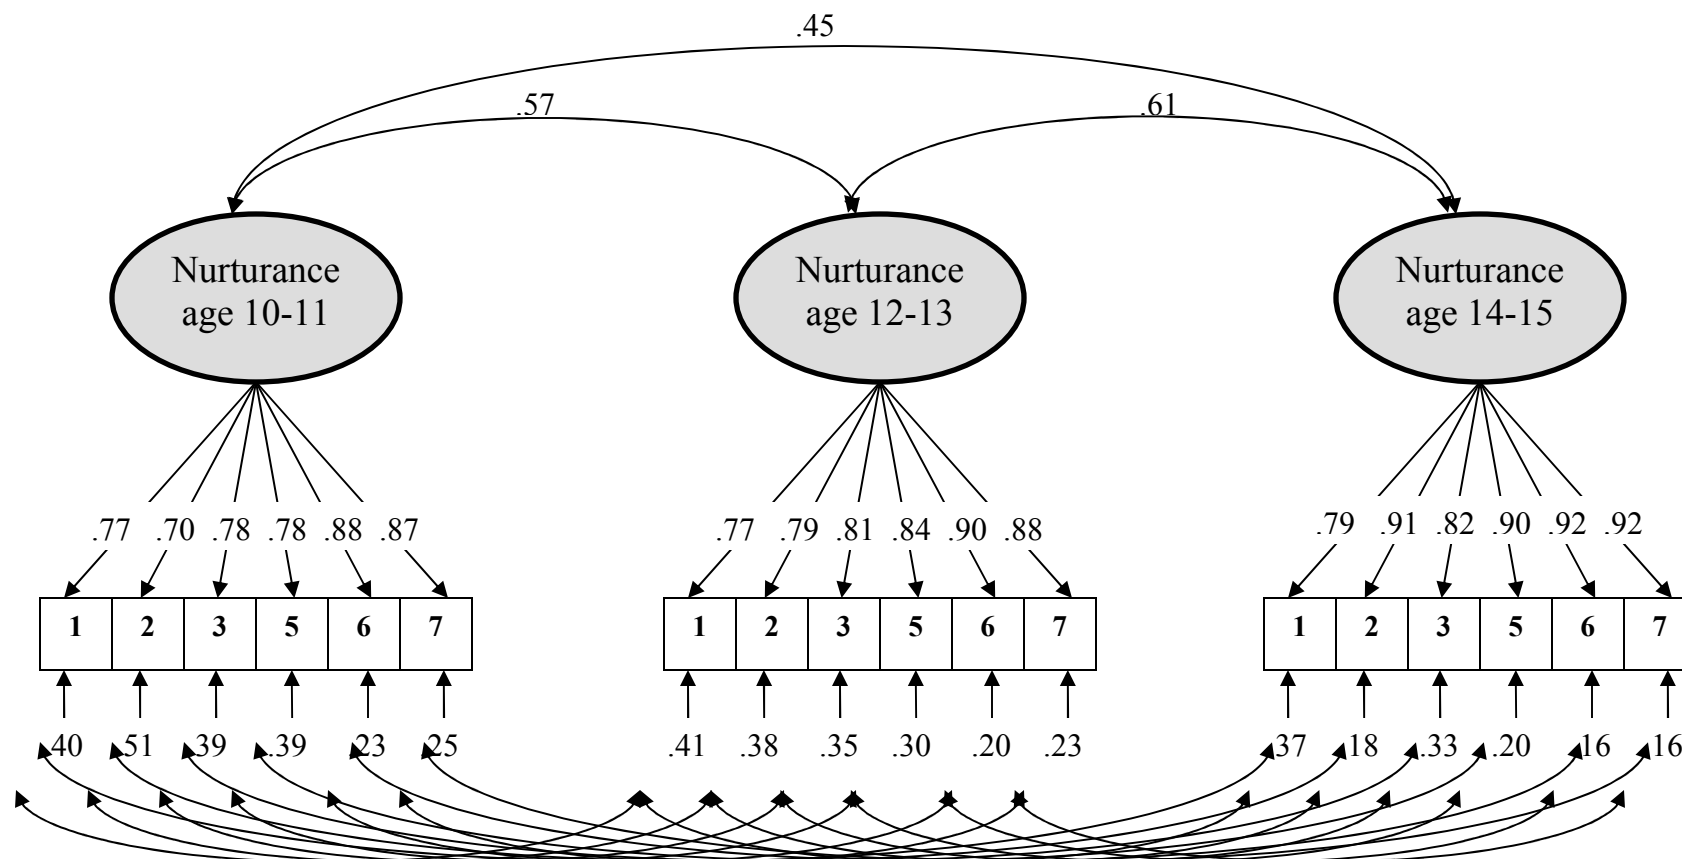 .45
.57 .61
Nurturance Nurturance Nurturance
age 10-11 age 12-13 age 14-15
.77 .70 .78 .78 .88 .87 .77 .79 .81 .84 .90 .88 .79 .91 .82 .90 .92 .92
1 2 3 5 6 7 1 2 3 5 6 7 1 2 3 5 6 7
.40 .51 .39 .39 .23 .25 .41 .38 .35 .30 .20 .23 .37 .18 .33 .20 .16 .16